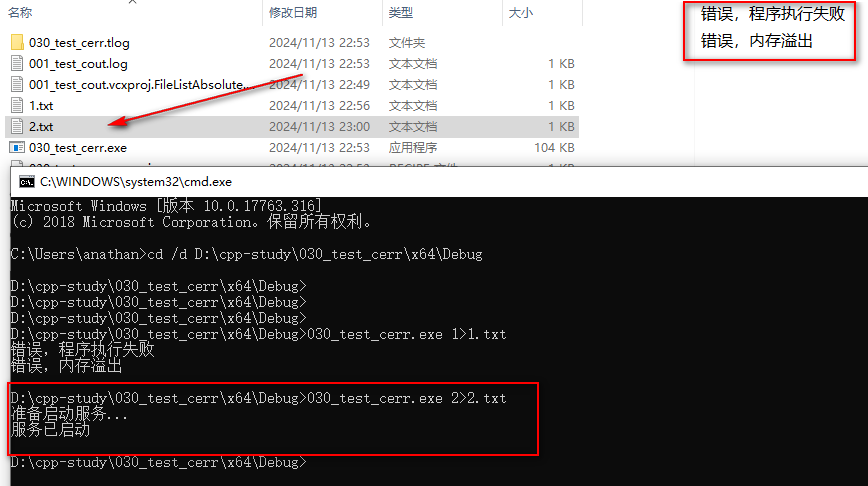 名称 修改日期 类型 大小
030_test_cerr.tlog 2024/11/13 22:53 文件夹
001_test_cout.log 2024/11/13 22:53 文本文档 1 KB
001_test_cout.vcxproj.FileListAbsolute... 2024/11/13 22:49 文本文档 1 KB
1.txt 2024/11/13 22:56 文本文档 1 KB
2.txt 2024/11/13 23:00 文本文档 1 KB
030_test_cerr.exe 2024/11/13 22:53 应用程序 104 KB
错误，程序执行失败
错误，内存溢出
C:\WINDOWS\system32\cmd.exe
Microsoft Windows [版本 10.0.17763.316]
(c) 2018 Microsoft Corporation。保留所有权利。
C:\Users\anathan>cd /d D:\cpp-study\030_test_cerr\x64\Debug
D:\cpp-study\030_test_cerr\x64\Debug>
D:\cpp-study\030_test_cerr\x64\Debug>
D:\cpp-study\030_test_cerr\x64\Debug>
D:\cpp-study\030_test_cerr\x64\Debug>030_test_cerr.exe 1>1.txt
错误，程序执行失败
错误，内存溢出
D:\cpp-study\030_test_cerr\x64\Debug>030_test_cerr.exe 2>2.txt
准备启动服务...
服务已启动
D:\cpp-study\030_test_cerr\x64\Debug>